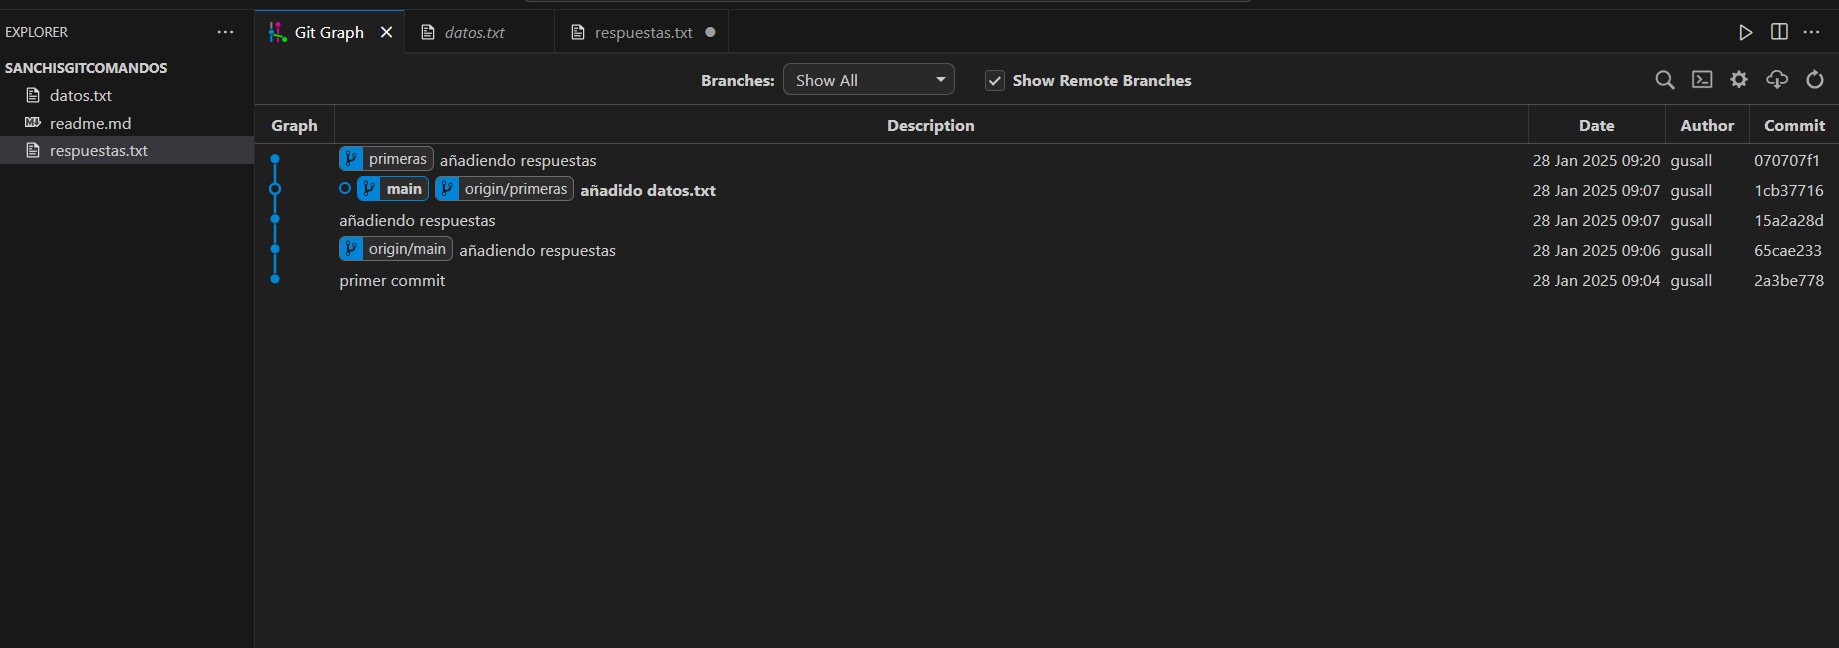 EXPLORER
SANCHISGITCOMANDOS
datos.txt
readme.md
respuestas.txt
Git Graph datos.txt respuestas.txt
Branches: Show All Show Remote Branches
Graph Description Date Author Commit
primeras añadiendo respuestas 28 Jan 2025 09:20 gusall 070707f1
main origin/primeras añadido datos.txt 28 Jan 2025 09:07 gusall 1cb37716
añadiendo respuestas 28 Jan 2025 09:07 gusall 15a2a28d
origin/main añadiendo respuestas 28 Jan 2025 09:06 gusall 65cae233
primer commit 28 Jan 2025 09:04 gusall 2a3be778